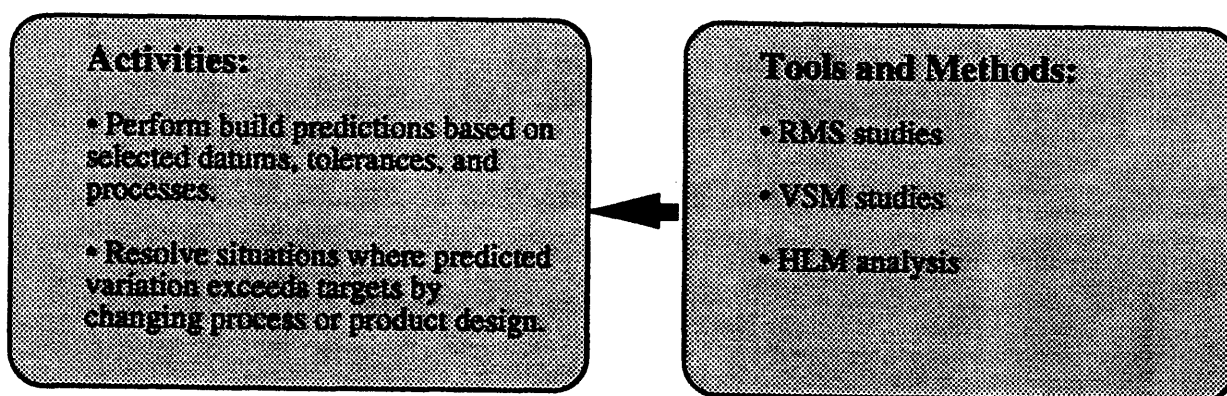 Activities:
• Perform build predictions based on
selected datums, tolerances, and
processes.
• Resolve situations where predicted
variation exceeds targets by
changing process or product design.
Tools and Methods:
• RMS studies
• VSM studies
• HLM analysis